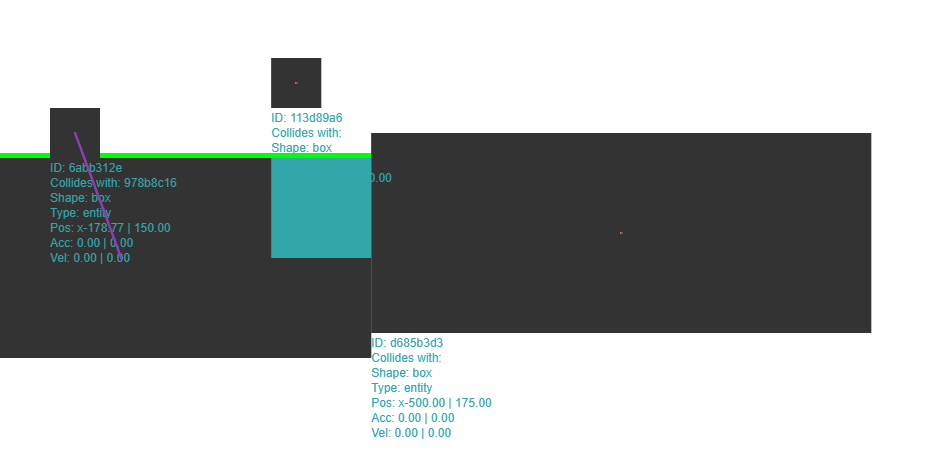 ID: 113d89a6
Collides with:
Shape: box
0.00
ID: 6abb312e
Collides with: 978b8c16
Shape: box
Type: entity
Pos: x-178.77 | 150.00
Acc: 0.00 | 0.00
Vel: 0.00 | 0.00
ID: d685b3d3
Collides with:
Shape: box
Type: entity
Pos: x-500.00 | 175.00
Acc: 0.00 | 0.00
Vel: 0.00 | 0.00